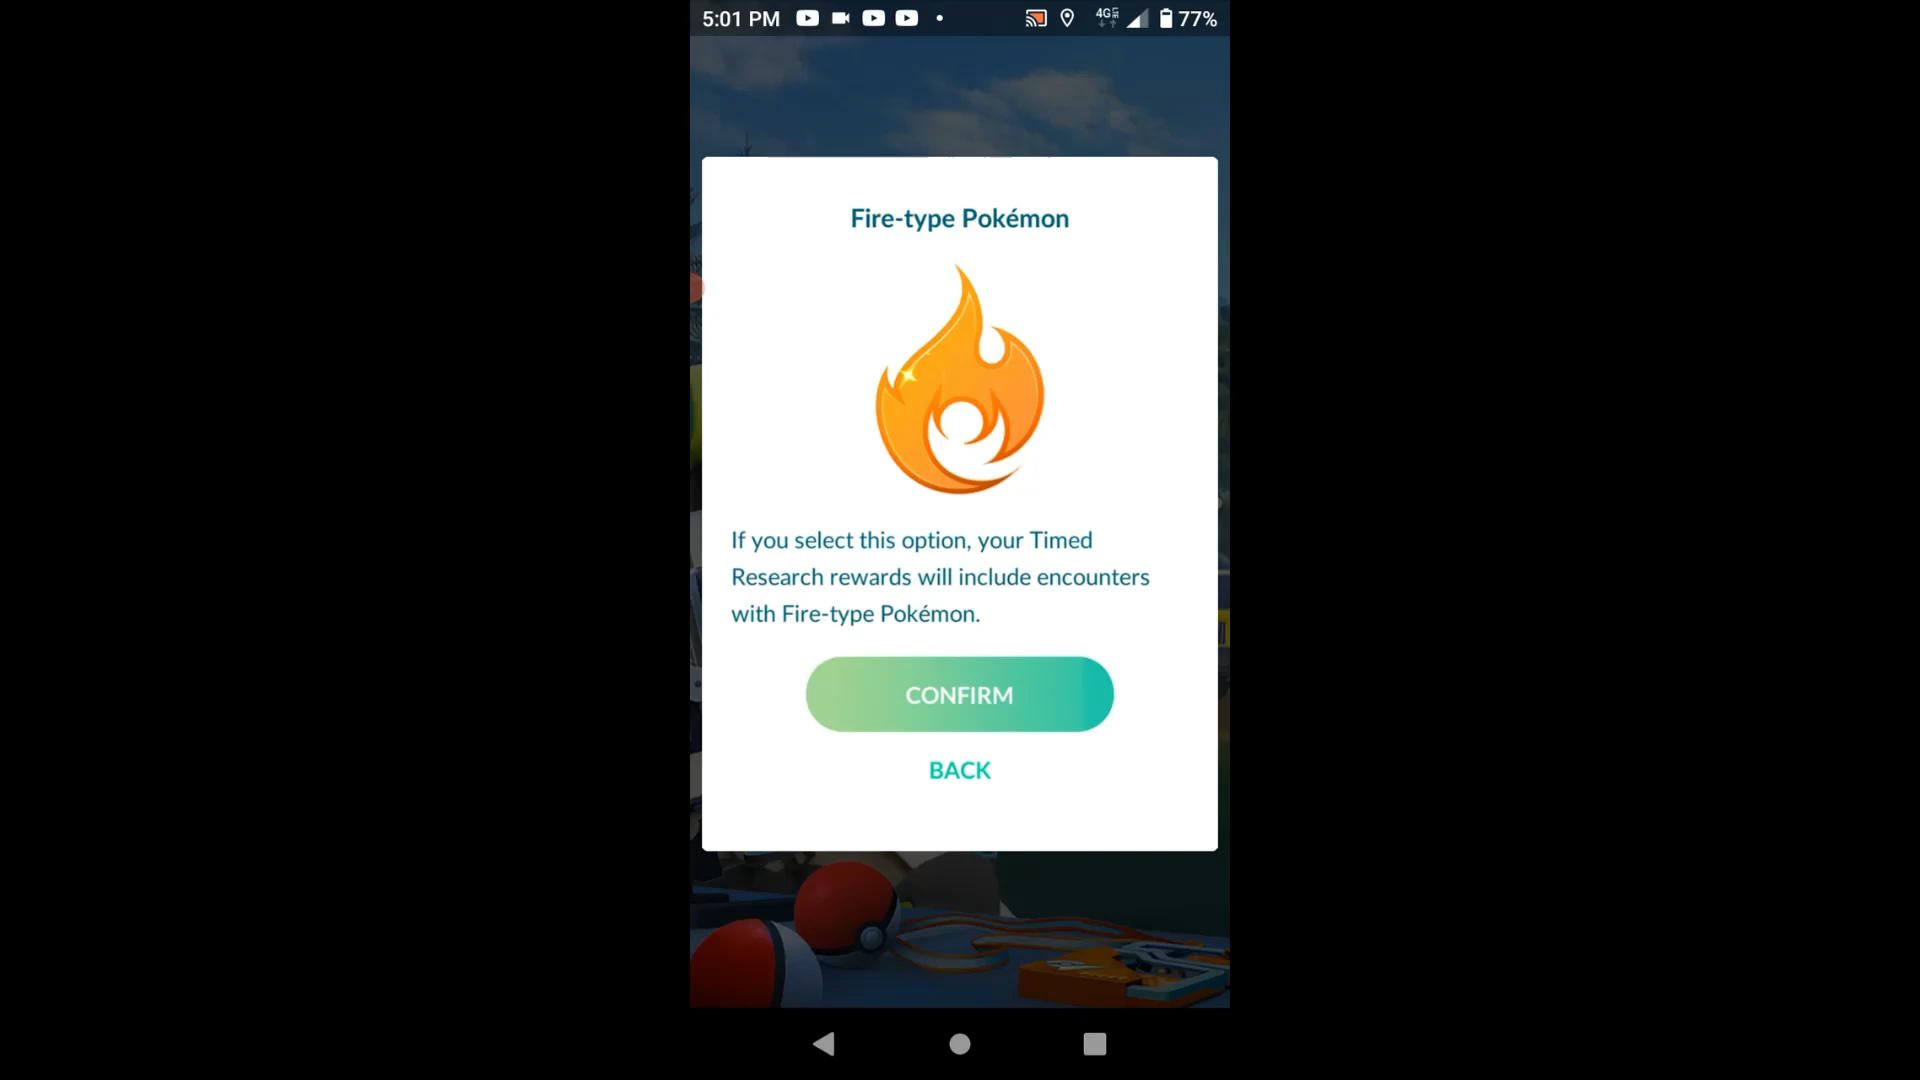 5:01 PM 4G 77%
Fire-type Pokémon
If you select this option, your Timed
Research rewards will include encounters
with Fire-type Pokémon.
CONFIRM
BACK